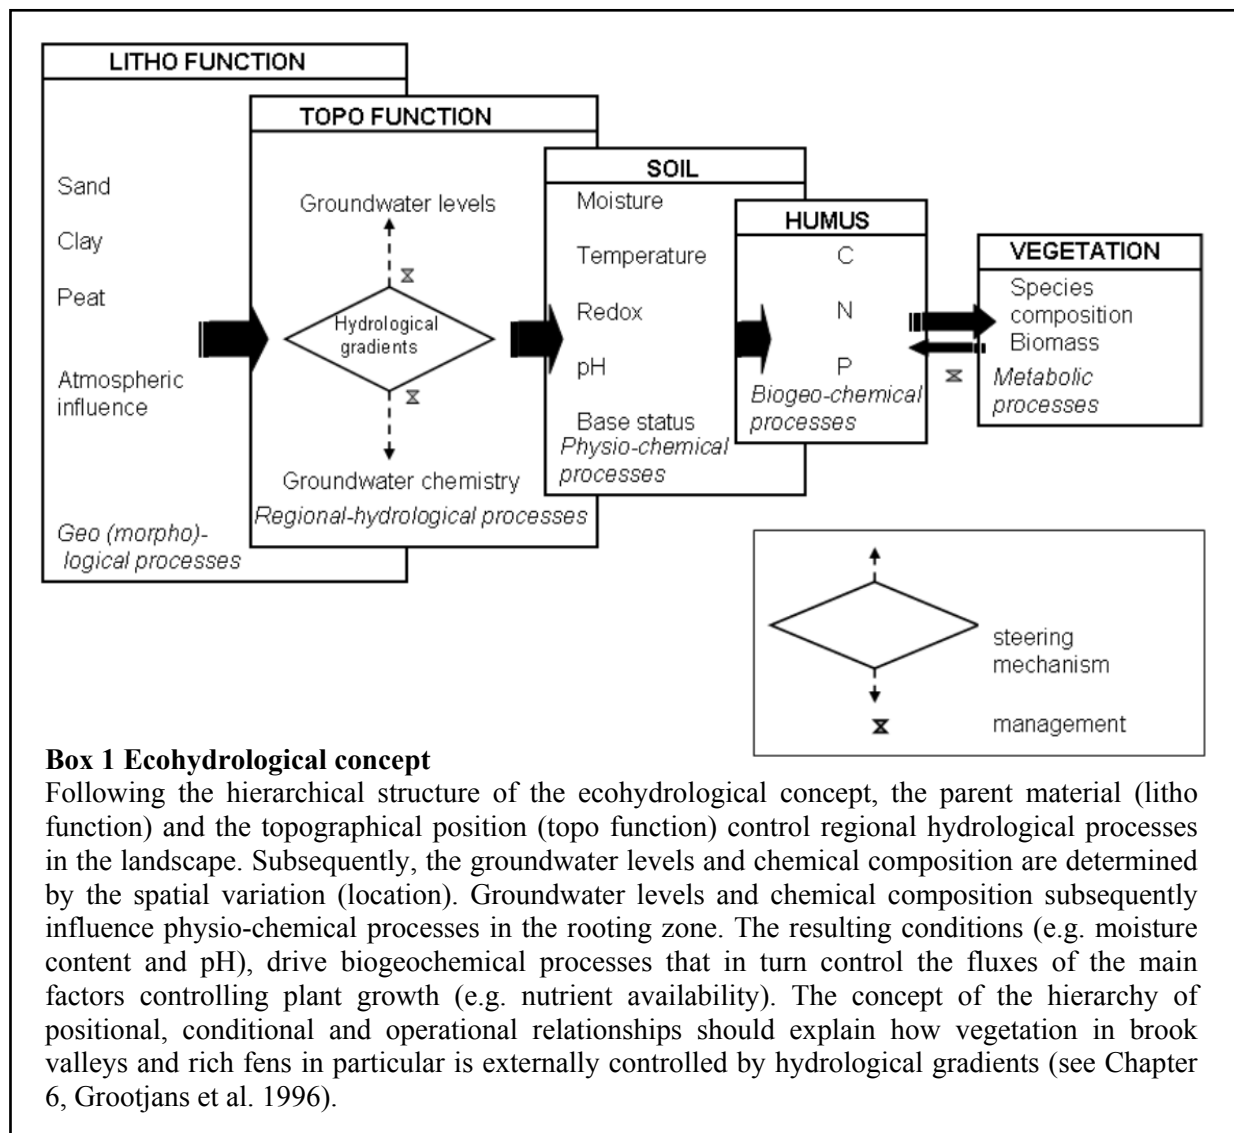 LITHO FUNCTION
Sand
Clay
Peat
Atmospheric
influence
Geo (morpho)-
logical processes
TOPO FUNCTION
Groundwater levels
Hydrological
gradients
Groundwater chemistry
Regional-hydrological processes
SOIL
Moisture
Temperature
Redox
pH
Base status
Physio-chemical
processes
HUMUS
C
N
P
Biogeo-chemical
processes
VEGETATION
Species
composition
Biomass
Metabolic
processes
steering
mechanism
management
Box 1 Ecohydrological concept
Following the hierarchical structure of the ecohydrological concept, the parent material (litho
function) and the topographical position (topo function) control regional hydrological processes
in the landscape. Subsequently, the groundwater levels and chemical composition are determined
by the spatial variation (location). Groundwater levels and chemical composition subsequently
influence physio-chemical processes in the rooting zone. The resulting conditions (e.g. moisture
content and pH), drive biogeochemical processes that in turn control the fluxes of the main
factors controlling plant growth (e.g. nutrient availability). The concept of the hierarchy of
positional, conditional and operational relationships should explain how vegetation in brook
valleys and rich fens in particular is externally controlled by hydrological gradients (see Chapter
6, Grootjans et al. 1996).